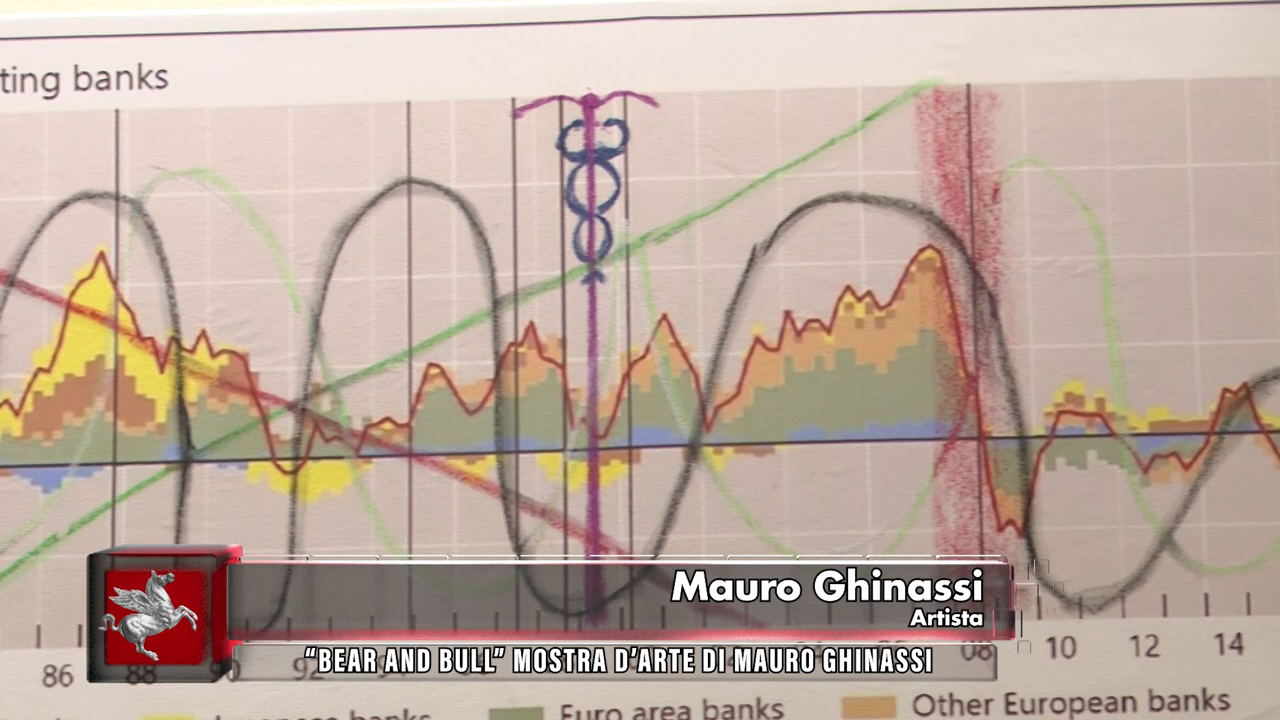 ting banks
Mauro Ghinassi
Artista
“BEAR AND BULL” MOSTRA D’ARTE DI MAURO GHINASSI
86 88 92 08 10 12 14
banks Euro area banks Other European banks